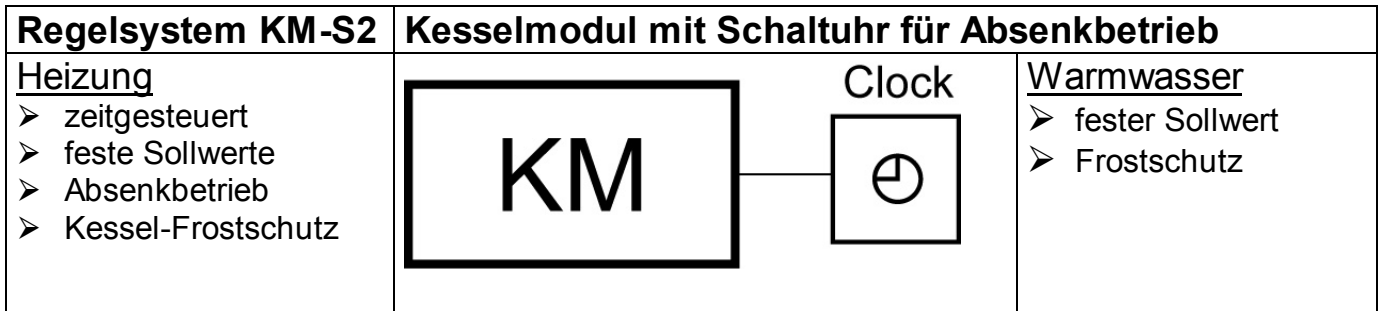 Regelsystem KM-S2
Kesselmodul mit Schaltuhr für Absenkbetrieb
Heizung
➢ zeitgesteuert
➢ feste Sollwerte
➢ Absenkbetrieb
➢ Kessel-Frostschutz
KM
Clock
Warmwasser
➢ fester Sollwert
➢ Frostschutz